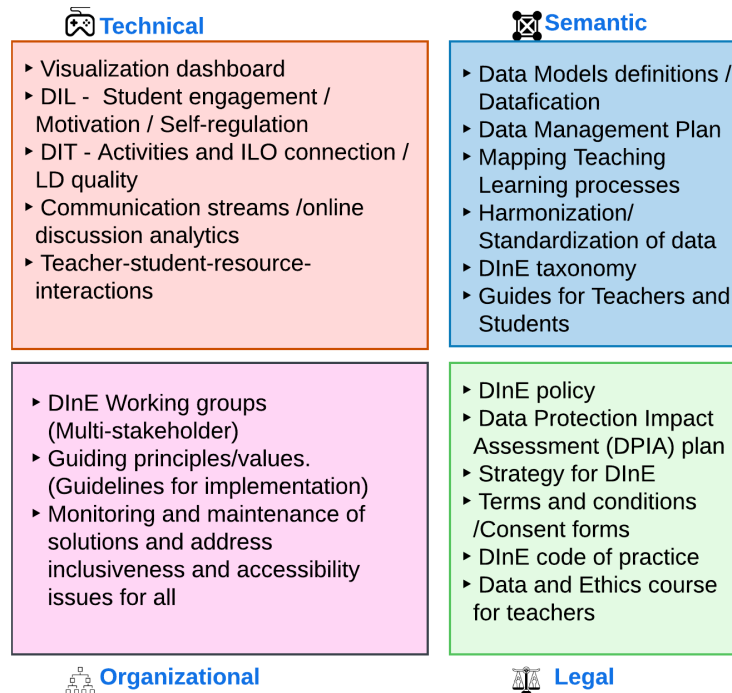 Technical
‣ Visualization dashboard
‣ DIL - Student engagement /
Motivation / Self-regulation
‣ DIT - Activities and ILO connection /
LD quality
‣ Communication streams /online
discussion analytics
‣ Teacher-student-resource-
interactions
Semantic
‣ Data Models definitions /
Datafication
‣ Data Management Plan
‣ Mapping Teaching
Learning processes
‣ Harmonization/
Standardization of data
‣ DInE taxonomy
‣ Guides for Teachers and
Students
‣ DInE Working groups
(Multi-stakeholder)
‣ Guiding principles/values.
(Guidelines for implementation)
‣ Monitoring and maintenance of
solutions and address
inclusiveness and accessibility
issues for all
Organizational
‣ DInE policy
‣ Data Protection Impact
Assessment (DPIA) plan
‣ Strategy for DInE
‣ Terms and conditions
/Consent forms
‣ DInE code of practice
‣ Data and Ethics course
for teachers
Legal